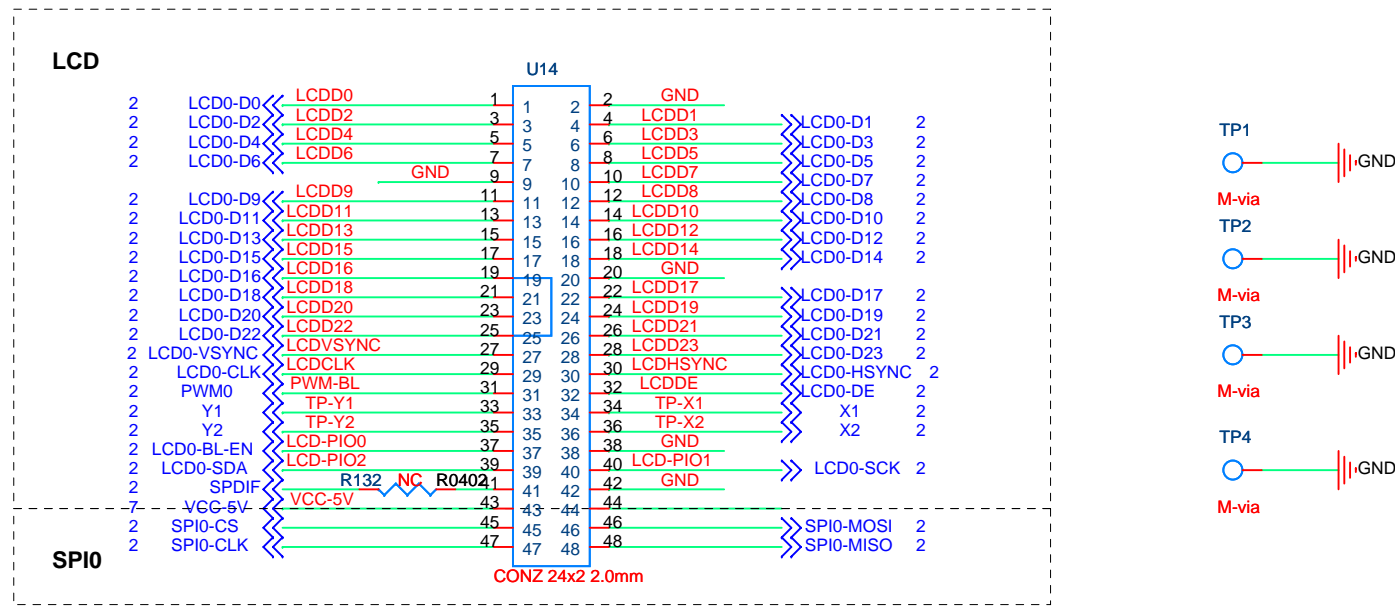 LCD
U14
2 LCD0-D0 LCDD0 1 1 2 2 GND
2 LCD0-D2 LCDD2 3 3 4 4 LCDD1 LCD0-D1 2
2 LCD0-D4 LCDD4 5 5 6 6 LCDD3 LCD0-D3 2
2 LCD0-D6 LCDD6 7 7 8 8 LCDD5 LCD0-D5 2
GND 9 9 10 10 LCDD7 LCD0-D7 2
2 LCD0-D9 LCDD9 11 11 12 12 LCDD8 LCD0-D8 2
2 LCD0-D11 LCDD11 13 13 14 14 LCDD10 LCD0-D10 2
2 LCD0-D13 LCDD13 15 15 16 16 LCDD12 LCD0-D12 2
2 LCD0-D15 LCDD15 17 17 18 18 LCDD14 LCD0-D14 2
2 LCD0-D16 LCDD16 19 19 20 20 GND
2 LCD0-D18 LCDD18 21 21 22 22 LCDD17 LCD0-D17 2
2 LCD0-D20 LCDD20 23 23 24 24 LCDD19 LCD0-D19 2
2 LCD0-D22 LCDD22 25 25 26 26 LCDD21 LCD0-D21 2
2 LCD0-VSYNC LCDVSYNC 27 27 28 28 LCDD23 LCD0-D23 2
2 LCD0-CLK LCDCLK 29 29 30 30 LCDHSYNC LCD0-HSYNC 2
2 PWM0 PWM-BL 31 31 32 32 LCDDE LCD0-DE 2
2 Y1 TP-Y1 33 33 34 34 TP-X1 X1 2
2 Y2 TP-Y2 35 35 36 36 TP-X2 X2 2
2 LCD0-BL-EN LCD-PIO0 37 37 38 38 GND
2 LCD0-SDA LCD-PIO2 39 39 40 40 LCD-PIO1 LCD0-SCK 2
2 SPDIF R132 NC R0402 41 41 42 42 GND
7 VCC-5V VCC-5V 43 43 44 44
2 SPI0-CS 45 45 46 46 SPI0-MOSI 2
2 SPI0-CLK 47 47 48 48 SPI0-MISO 2
SPI0
CONZ 24x2 2.0mm
TP1
GND
M-via
TP2
GND
M-via
TP3
GND
M-via
TP4
GND
M-via